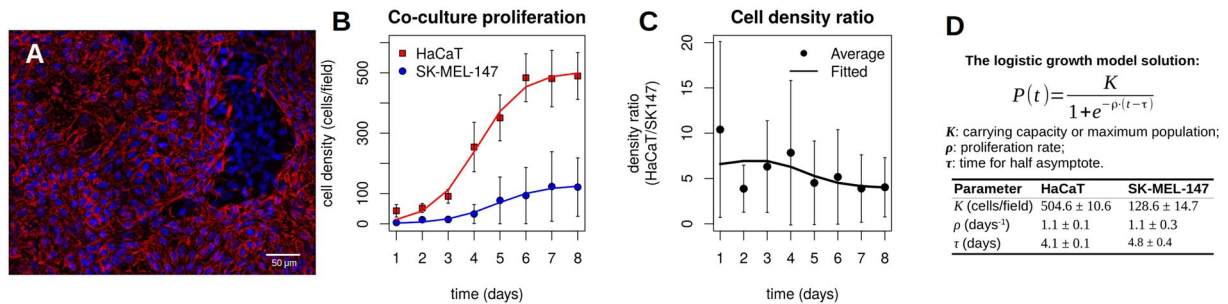 A
50 µm
B
Co-culture proliferation
HaCaT
SK-MEL-147
cell density (cells/field)
0
100
300
500
1 2 3 4 5 6 7 8
time (days)
C
Cell density ratio
Average
Fitted
density ratio
(HaCaT/SK147)
0
5
10
15
20
1 2 3 4 5 6 7 8
time (days)
D
The logistic growth model solution:
P(t)=K/1+e^−ρ·(t−τ)
K: carrying capacity or maximum population;
ρ: proliferation rate;
τ: time for half asymptote.
Parameter HaCaT SK-MEL-147
K (cells/field) 504.6 ± 10.6 128.6 ± 14.7
ρ (days-1) 1.1 ± 0.1 1.1 ± 0.3
τ (days) 4.1 ± 0.1 4.8 ± 0.4